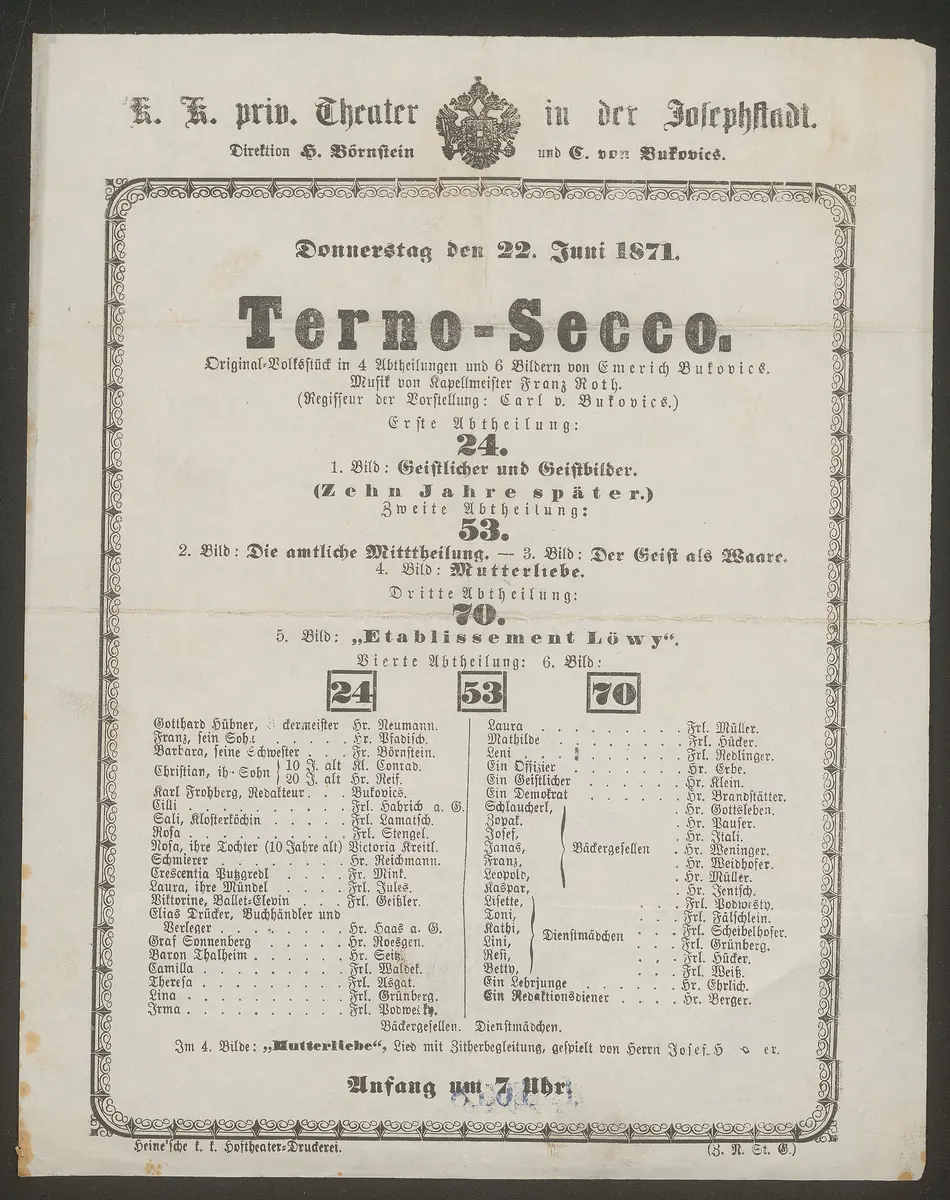 K. K. priv. Theater in der Josephstadt.
Direktion H. Börnstein und C. von Bukovics.
Donnerstag den 22. Juni 1871.
Terno-Secco.
Original-Volksstück in 4 Abtheilungen und 6 Bildern von Emerich Bukovics.
Musik von Kapellmeister Franz Roth.
(Regisseur der Vorstellung: Carl v. Bukovics.)
Erste Abtheilung:
24.
1. Bild: Geistlicher und Geistbilder.
(Zehn Jahre später.)
Zweite Abtheilung:
53.
2. Bild: Die amtliche Mitttheilung. — 3. Bild: Der Geist als Waare.
4. Bild: Mutterliebe.
Dritte Abtheilung:
70.
5. Bild: „Etablissement Löwy“.
Vierte Abtheilung: 6. Bild:
24 53 70
Gotthard Hübner, Hr. Neumann.
Franz, sein Hr. Pfadisch.
Barbara, seine Schwester . . . Fr. Börnstein.
Christian, Sohn { 10 J. alt Kl. Conrad.
20 J. alt Hr. Reif.
Karl Frohberg, Redakteur . . . Bukovics.
Cilli . . . . . . . . . . Frl. Habrich a. G.
Sali, Klosterköchin . . . . . Frl. Lamatsch.
Rosa . . . . . . . . . . Frl. Stengel.
Rosa, ihre Tochter (10 Jahre alt) Victoria Kreitl.
Schmierer . . . . . . . . Hr. Reichmann.
Crescentia Putzgredl . . . . Fr. Mink.
Laura, ihre Mündel . . . . Frl. Jules.
Viktorine, Ballet-Elevin . . . Frl. Geißler.
Elias Drücker, Buchhändler und
Verleger . . . . . . . . Hr. Haas a. G.
Graf Sonnenberg . . . . . Hr. Roesgen.
Baron Thalheim . . . . . . Hr. Seitz.
Camilla . . . . . . . . . Frl. Waldek.
Theresa . . . . . . . . . Frl. Asgat.
Lina . . . . . . . . . . Frl. Grünberg.
Irma . . . . . . . . . . Frl. Podwesky.
Laura . . . . . . . . . . Frl. Müller.
Mathilde . . . . . . . . . Frl. Hücker.
Leni . . . . . . . . . . Frl. Redlinger.
Ein Offizier . . . . . . . . Hr. Erbe.
Ein Geistlicher . . . . . . . Hr. Klein.
Ein Demokrat . . . . . . Hr. Brandstätter.
Schlaucherl, . Hr. Gottsleben.
Zopak, . Hr. Pauser.
Josef, . Hr. Itali.
Janas, } Bäckergesellen . Hr. Weninger.
Franz, . Hr. Weidhofer.
Leopold, . Hr. Müller.
Kaspar, . Hr. Jentsch.
Lisette, . . . Frl. Podwesky.
Toni, . . . Frl. Fälschlein.
Kathi, . . . Frl. Scheibelhofer.
Lini, } Dienstmädchen . . . Frl. Grünberg.
Resi, . . . Frl. Hücker.
Betty, . . . Frl. Weiß.
Ein Lehrjunge . . . . . . . Hr. Ehrlich.
Ein Redaktionsdiener . . . . . Hr. Berger.
Bäckergesellen. Dienstmädchen.
Im 4. Bilde: „Mutterliebe“, Lied mit Zitherbegleitung, gespielt von Herrn Josef
Anfang um 7 Uhr.
Heine'sche k. k. Hoftheater-Druckerei.
(Z. N. St. G.)